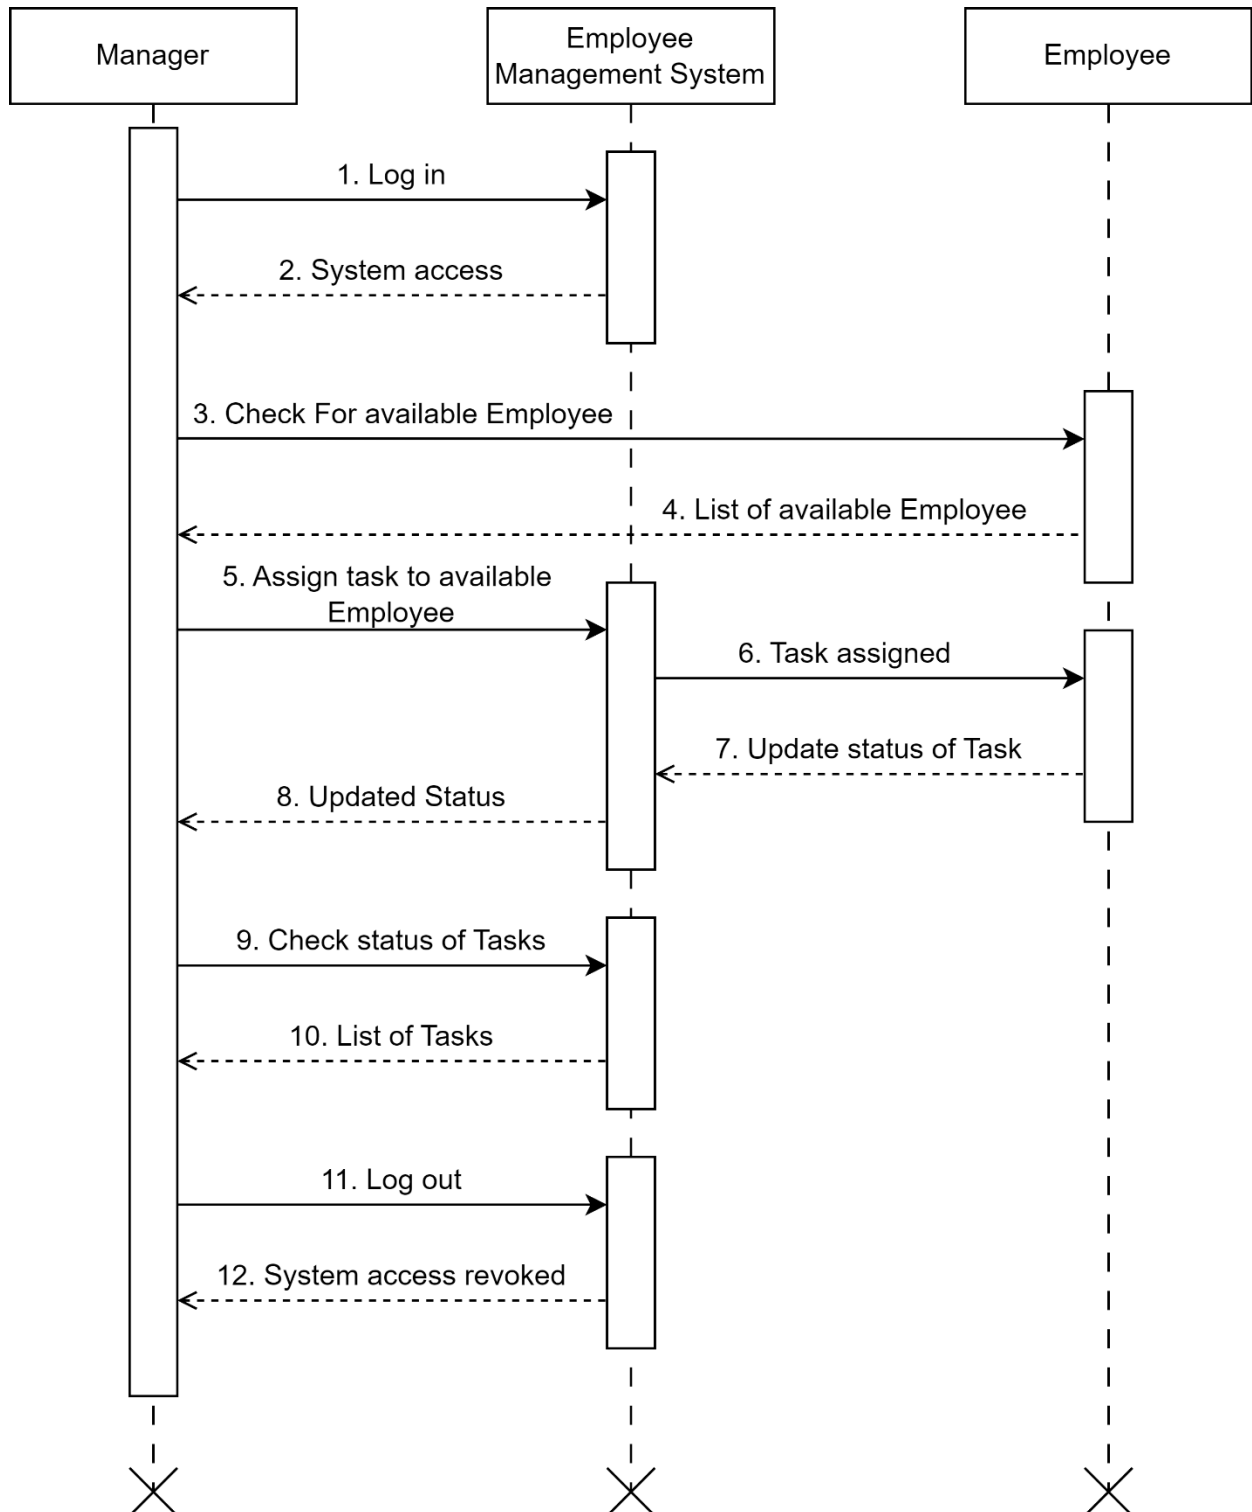 Manager
Employee
Management System
Employee
1. Log in
2. System access
3. Check For available Employee
4. List of available Employee
5. Assign task to available
Employee
6. Task assigned
7. Update status of Task
8. Updated Status
9. Check status of Tasks
10. List of Tasks
11. Log out
12. System access revoked